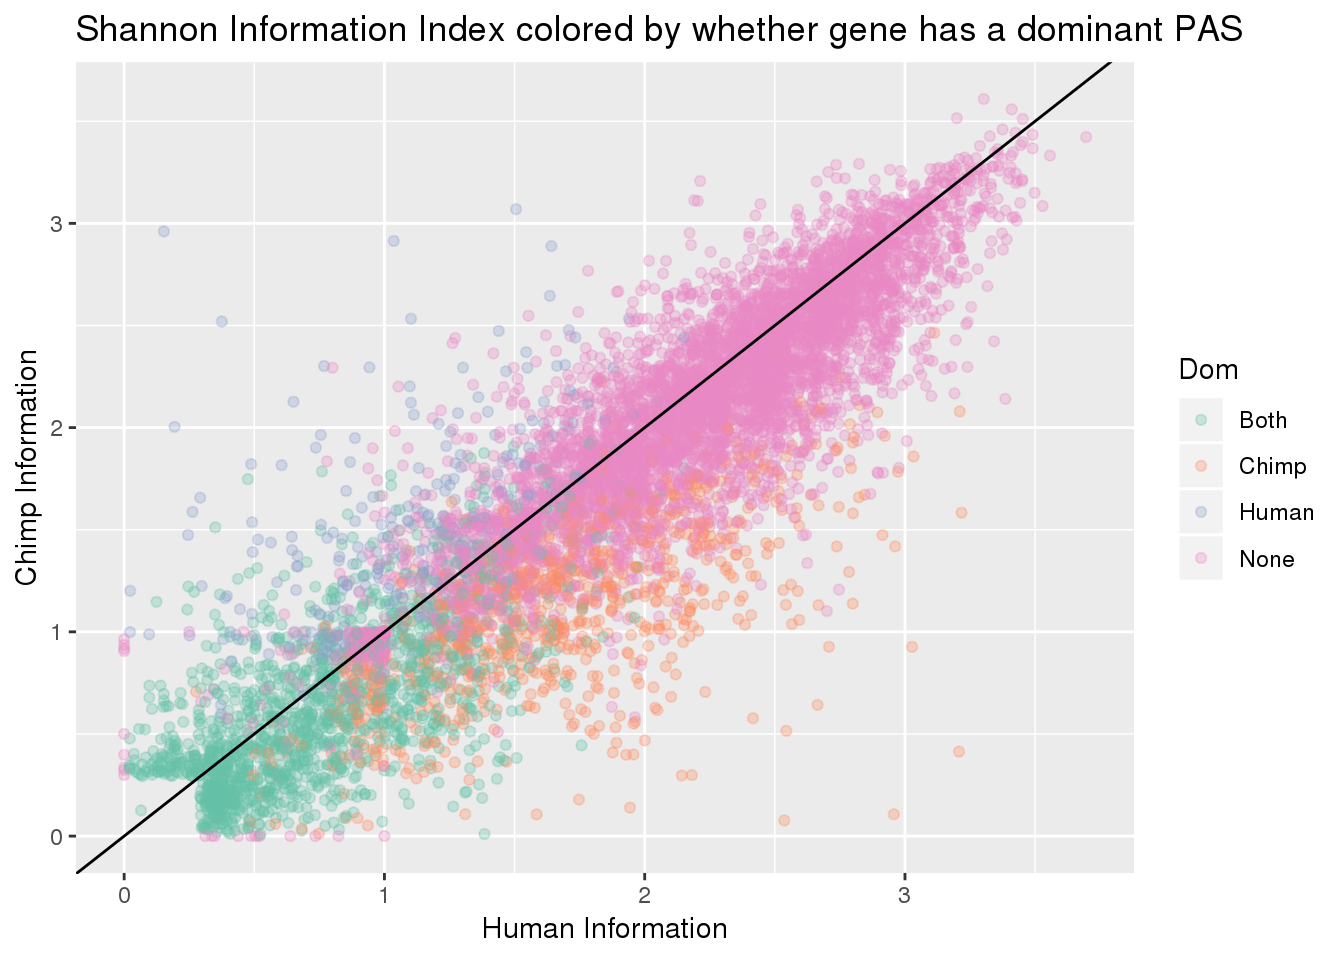 Shannon Information Index colored by whether gene has a dominant PAS
Chimp Information
3
2
1
0
0 1 2 3
Human Information
Dom
Both
Chimp
Human
None